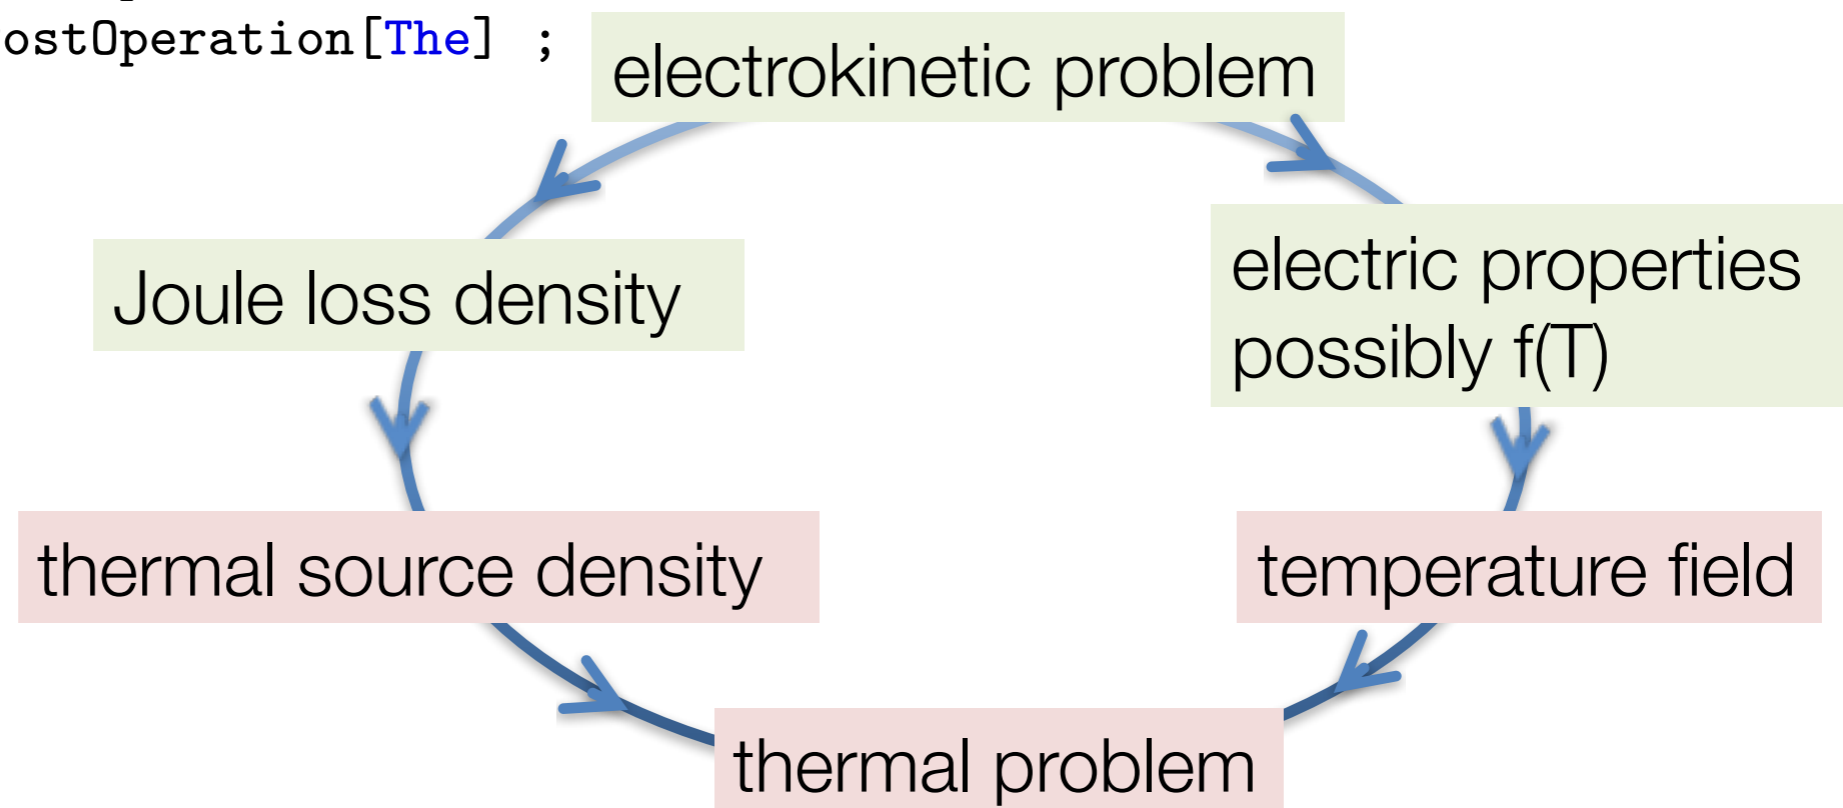 ostOperation[The] ;
electrokinetic problem
Joule loss density
electric properties
possibly f(T)
thermal source density
temperature field
thermal problem